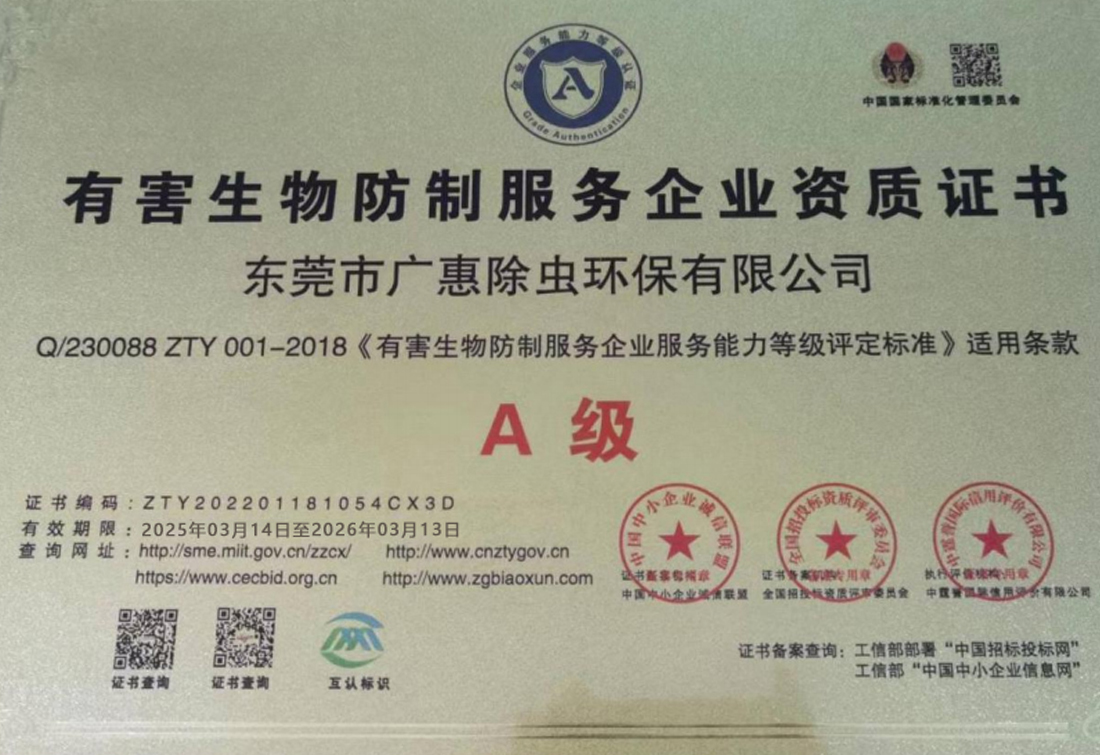 企业服务能力等级认证
Grade Authentication
中国国家标准化管理委员会
有害生物防制服务企业资质证书
东莞市广惠除虫环保有限公司
Q/230088 ZTY 001-2018《有害生物防制服务企业服务能力等级评定标准》适用条款
A 级
证书编码：ZTY202201181054CX3D
有效期限：2025年03月14日至2026年03月13日
查询网址：http://sme.miit.gov.cn/zzcx/ http://www.cnztygov.cn
https://www.cecbid.org.cn http://www.zgbiaoxun.com
中国中小企业诚信联盟
全国招投标资质评审委员会
国际信用评价有限公司
中国中小企业诚信联盟
全国招投标资质评审委员会
国际信用评价有限公司
证书查询
证书查询
互认标识
证书备案查询：工信部部署“中国招标投标网”
工信部“中国中小企业信息网”